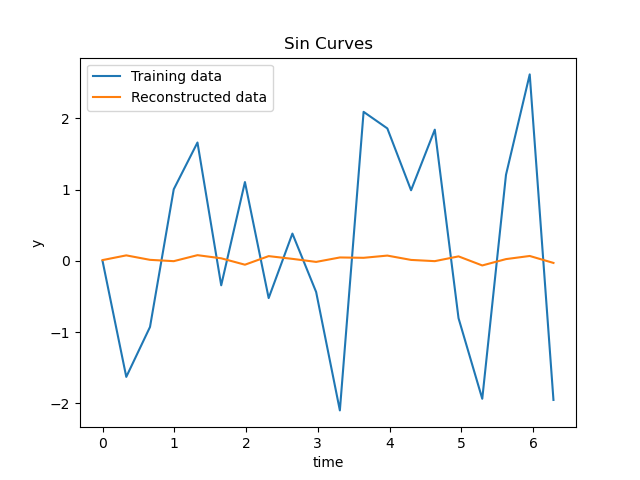 Sin Curves
Training data
Reconstructed data
y
2
1
0
−1
−2
0 1 2 3 4 5 6
time